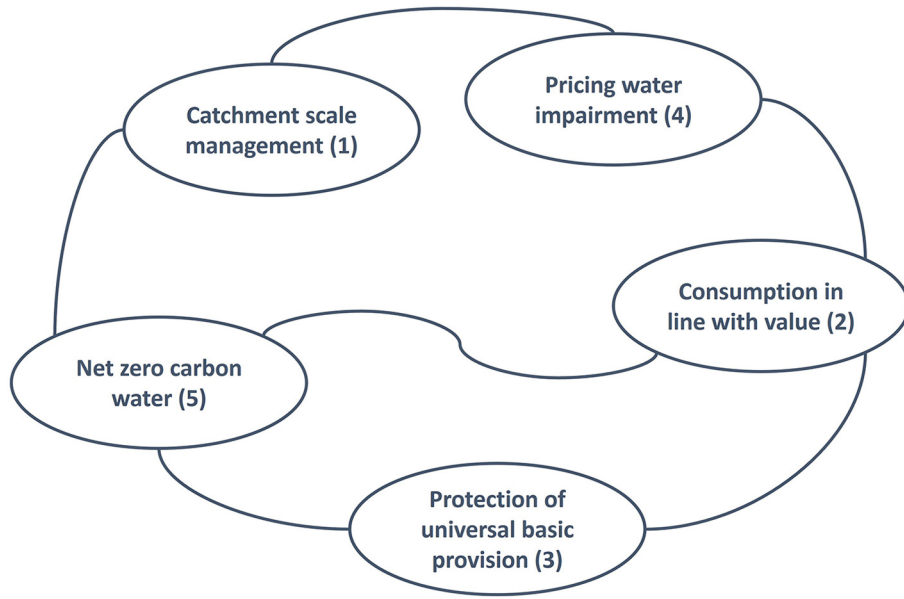 Catchment scale
management (1)
Pricing water
impairment (4)
Consumption in
line with value (2)
Net zero carbon
water (5)
Protection of
universal basic
provision (3)